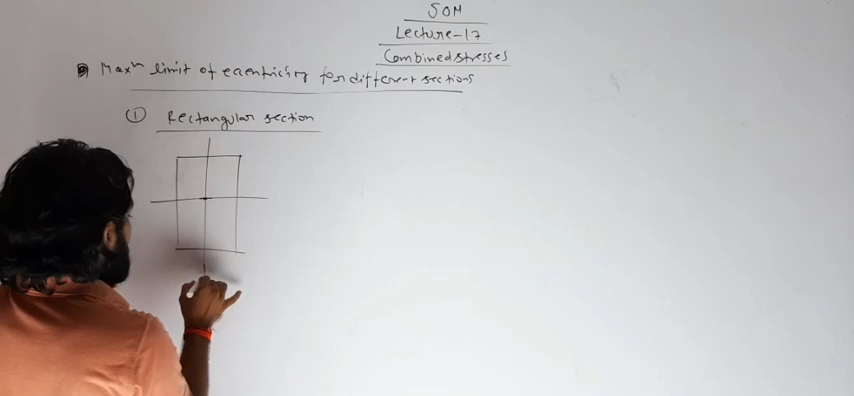 SOM
Lecture-17
Combined stresses
Maxm limit of eccentricity for different sections
① Rectangular section